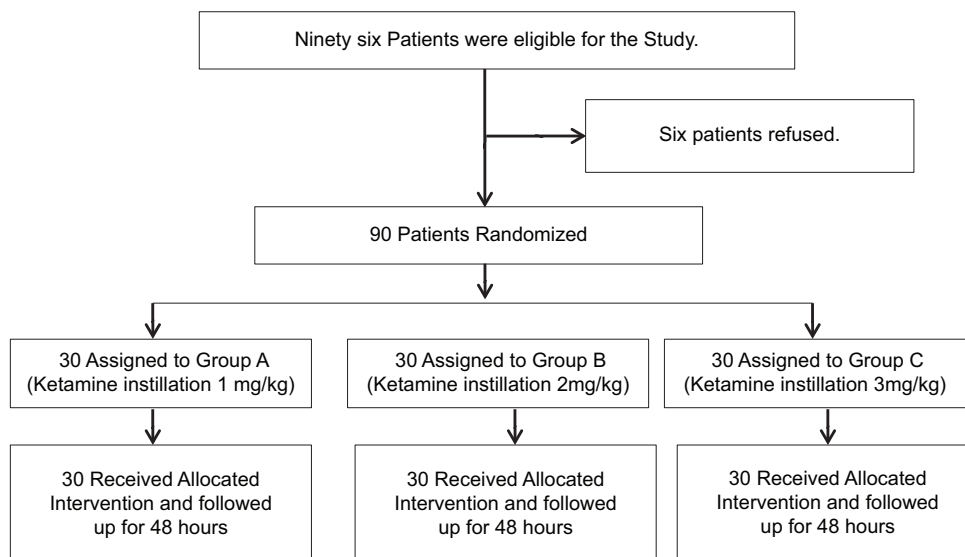 Ninety six Patients were eligible for the Study.
Six patients refused.
90 Patients Randomized
30 Assigned to Group A
(Ketamine instillation 1 mg/kg)
30 Assigned to Group B
(Ketamine instillation 2mg/kg)
30 Assigned to Group C
(Ketamine instillation 3mg/kg)
30 Received Allocated
Intervention and followed
up for 48 hours
30 Received Allocated
Intervention and followed
up for 48 hours
30 Received Allocated
Intervention and followed
up for 48 hours